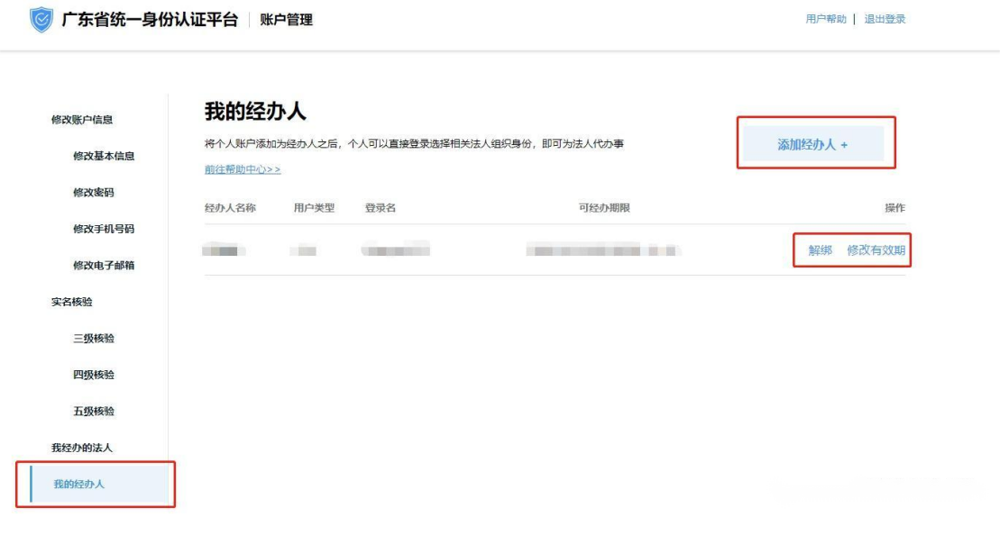 广东省统一身份认证平台 账户管理 用户帮助 退出登录
修改账户信息
修改基本信息
修改密码
修改手机号码
修改电子邮箱
实名核验
三级核验
四级核验
五级核验
我经办的法人
我的经办人
我的经办人
将个人账户添加为经办人之后，个人可以直接登录选择相关法人组织身份，即可为法人代办事
前往帮助中心>>
添加经办人 +
经办人名称 用户类型 登录名 可经办期限 操作
解绑 修改有效期